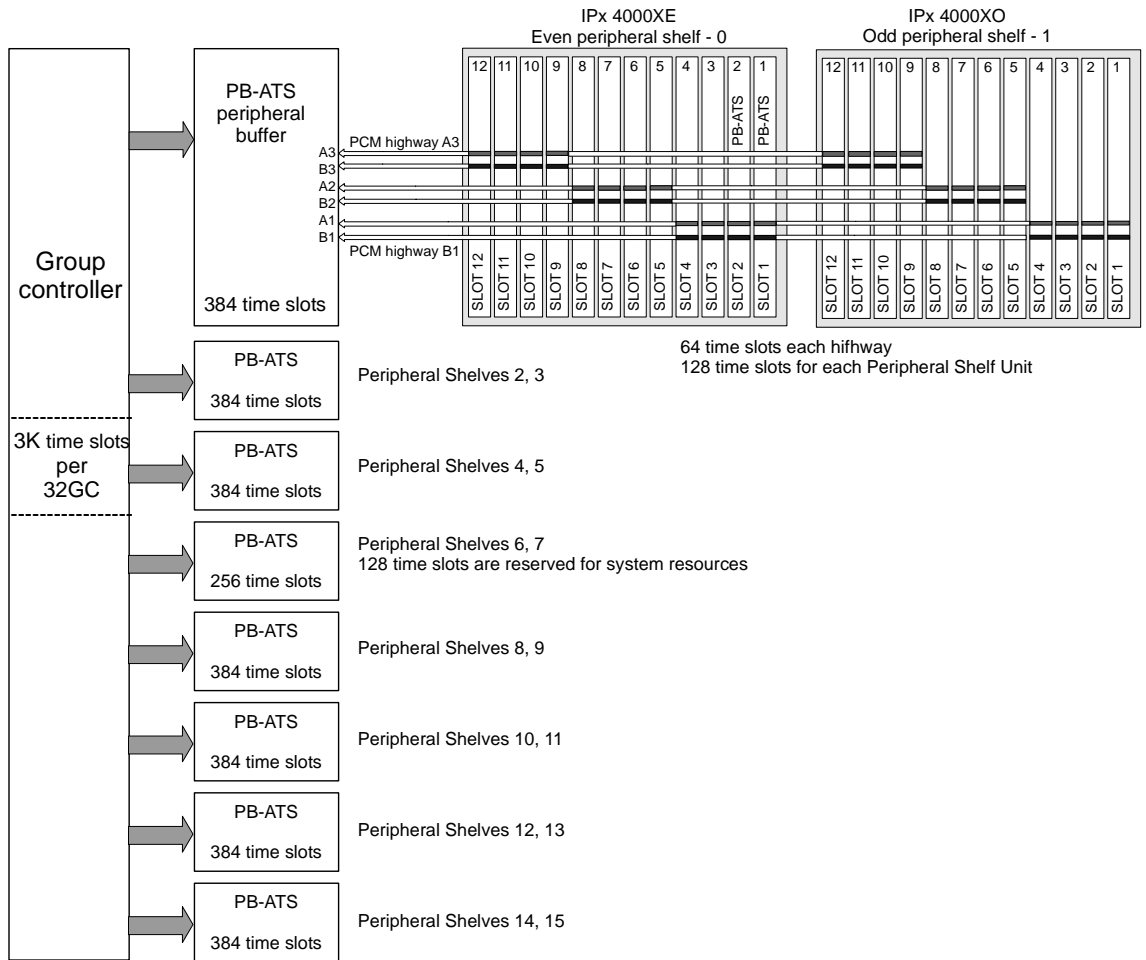 IPx 4000XE
Even peripheral shelf - 0
IPx 4000XO
Odd peripheral shelf - 1
12 11 10 9 8 7 6 5 4 3 2 1
PB-ATS
PB-ATS
12 11 10 9 8 7 6 5 4 3 2 1
PB-ATS
peripheral
buffer
PCM highway A3
A3
B3
A2
B2
A1
B1
PCM highway B1
384 time slots
SLOT 12
SLOT 11
SLOT 10
SLOT 9
SLOT 8
SLOT 7
SLOT 6
SLOT 5
SLOT 4
SLOT 3
SLOT 2
SLOT 1
SLOT 12
SLOT 11
SLOT 10
SLOT 9
SLOT 8
SLOT 7
SLOT 6
SLOT 5
SLOT 4
SLOT 3
SLOT 2
SLOT 1
Group
controller
64 time slots each hifhway
128 time slots for each Peripheral Shelf Unit
PB-ATS
384 time slots
Peripheral Shelves 2, 3
3K time slots
per
32GC
PB-ATS
384 time slots
Peripheral Shelves 4, 5
PB-ATS
256 time slots
Peripheral Shelves 6, 7
128 time slots are reserved for system resources
PB-ATS
384 time slots
Peripheral Shelves 8, 9
PB-ATS
384 time slots
Peripheral Shelves 10, 11
PB-ATS
384 time slots
Peripheral Shelves 12, 13
PB-ATS
384 time slots
Peripheral Shelves 14, 15